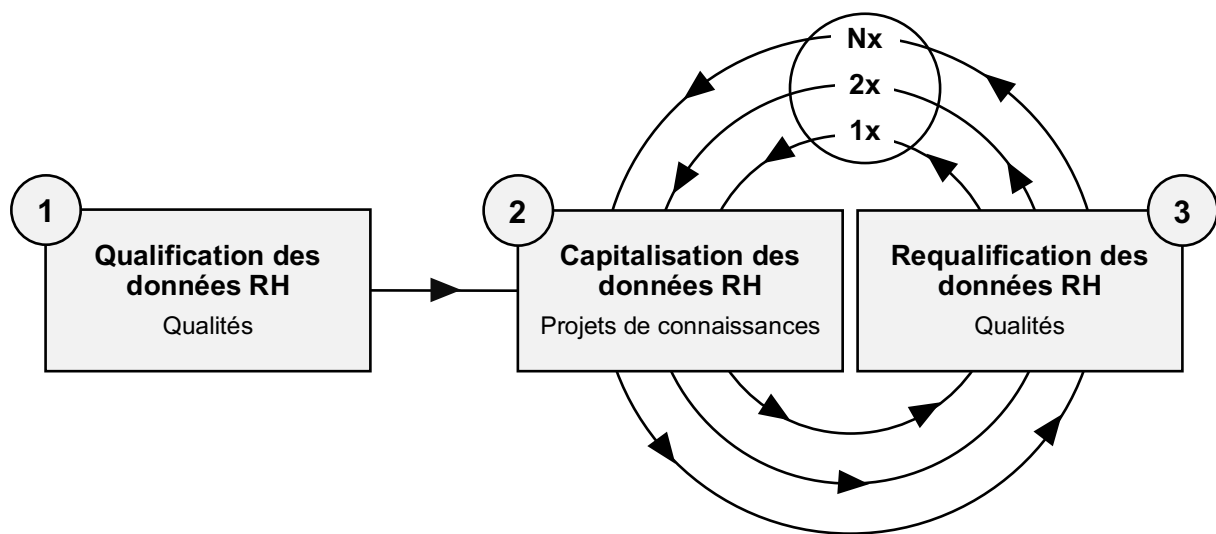 Nx
2x
1x
1
Qualification des
données RH
Qualités
2
Capitalisation des
données RH
Projets de connaissances
3
Requalification des
données RH
Qualités